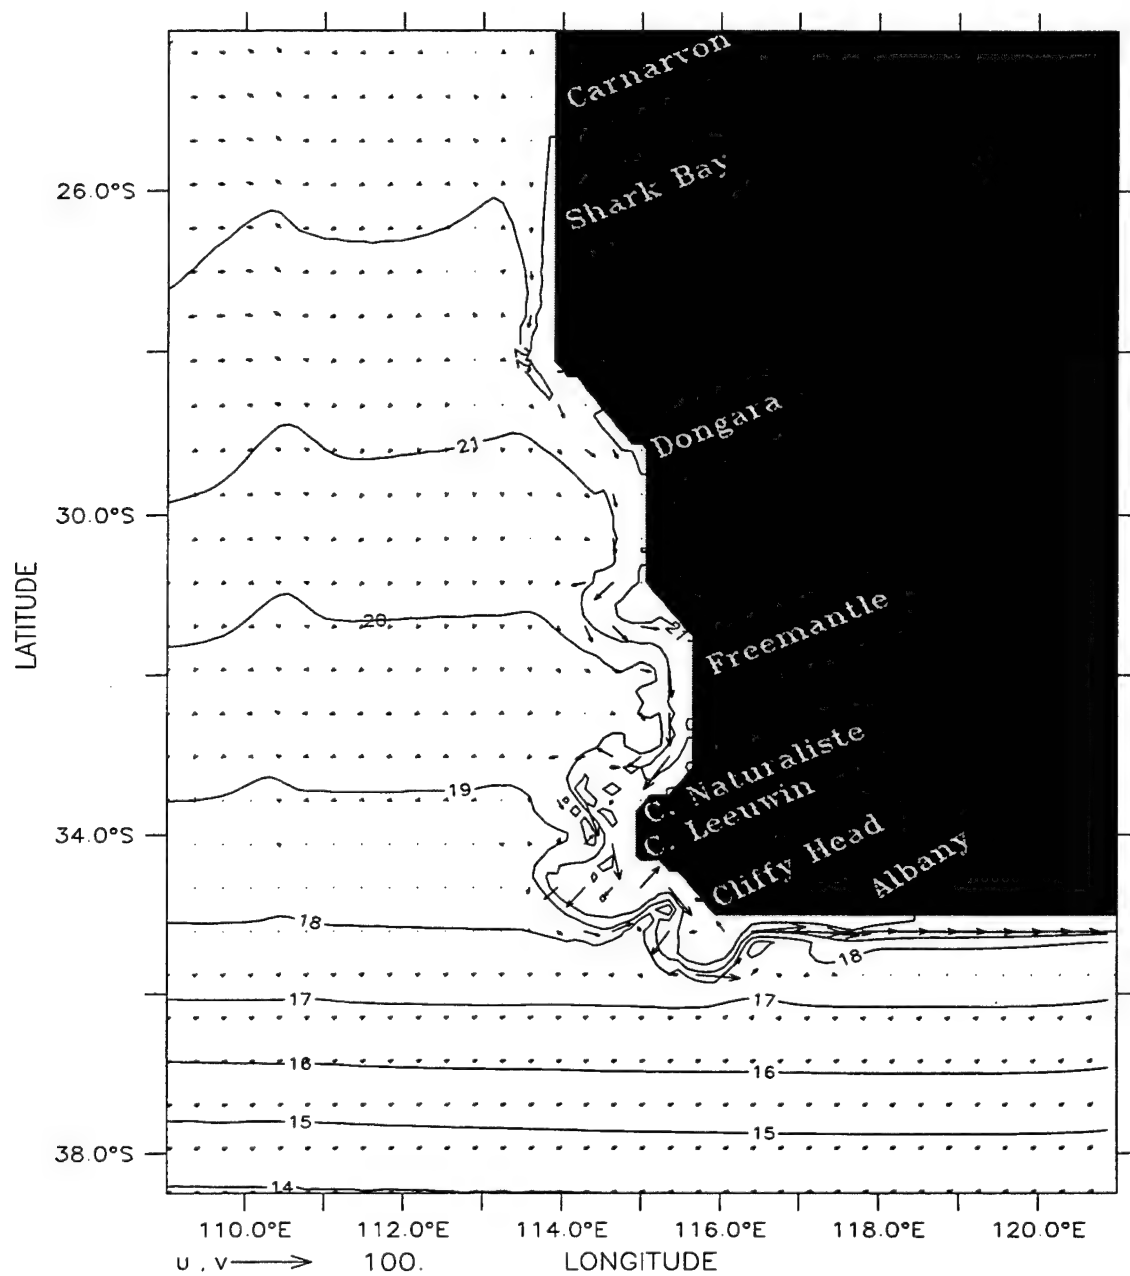 Carnarvon
26.0°S
Shark Bay
22
Dongara
21
30.0°S
LATITUDE
20
21
Freemantle
19
C. Naturaliste
34.0°S
C. Leeuwin
Cliffy Head
Albany
18
18
17
17
16
16
15
15
38.0°S
14
110.0°E 112.0°E 114.0°E 116.0°E 118.0°E 120.0°E
u , v 100. LONGITUDE